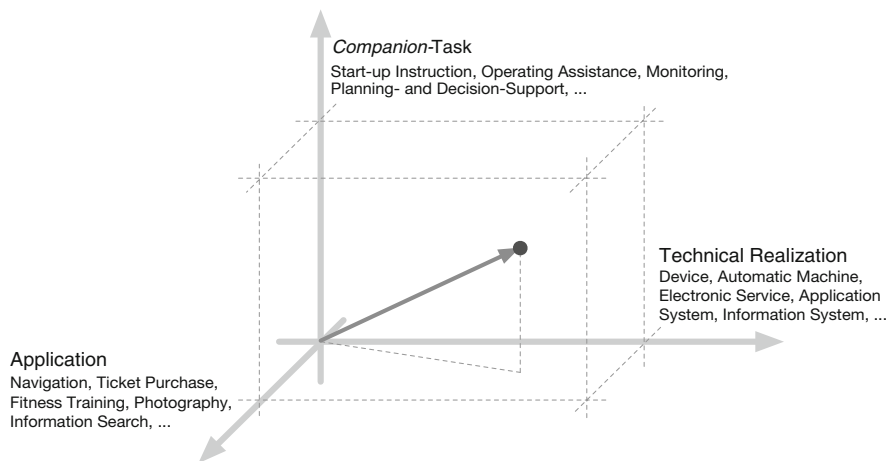 Companion-Task
Start-up Instruction, Operating Assistance, Monitoring,
Planning- and Decision-Support, ...
Technical Realization
Device, Automatic Machine,
Electronic Service, Application
System, Information System, ...
Application
Navigation, Ticket Purchase,
Fitness Training, Photography,
Information Search, ...